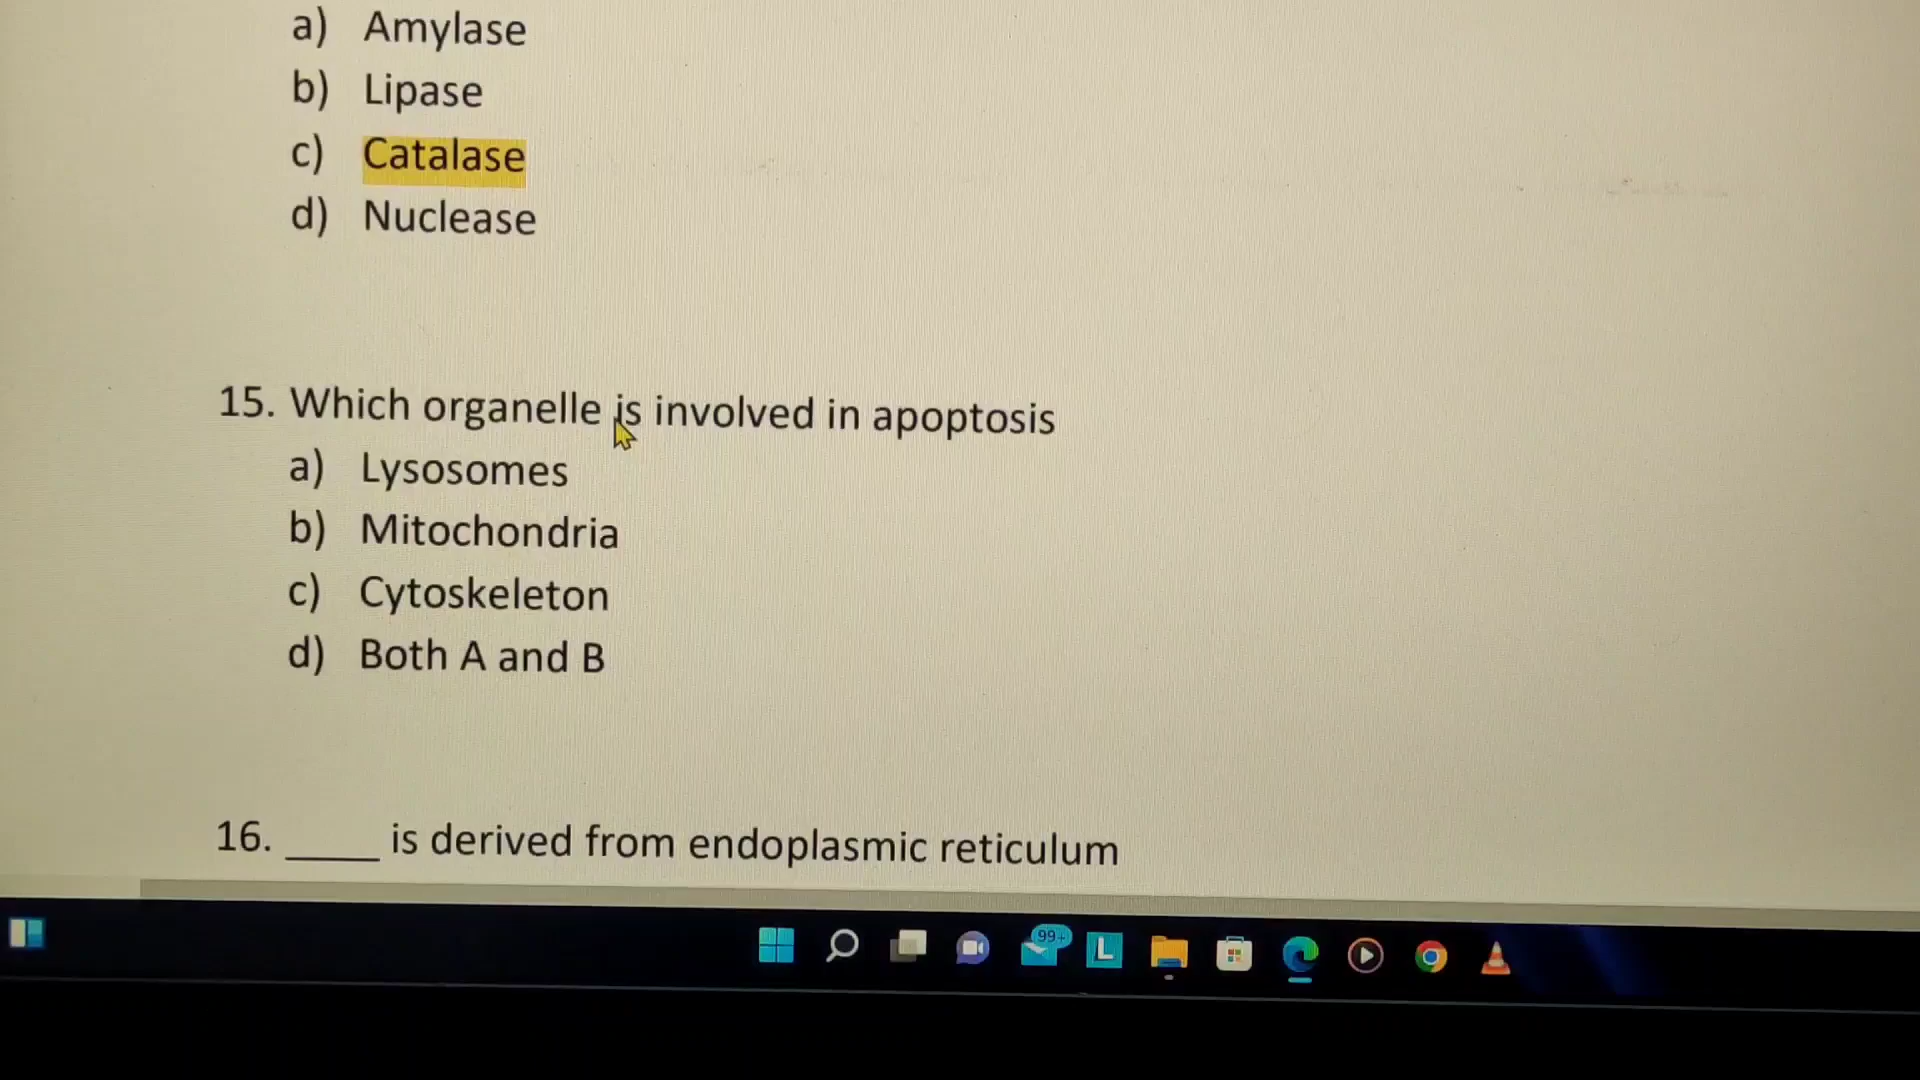 a) Amylase
b) Lipase
c) Catalase
d) Nuclease
15. Which organelle is involved in apoptosis
a) Lysosomes
b) Mitochondria
c) Cytoskeleton
d) Both A and B
16. ____ is derived from endoplasmic reticulum
99+
L